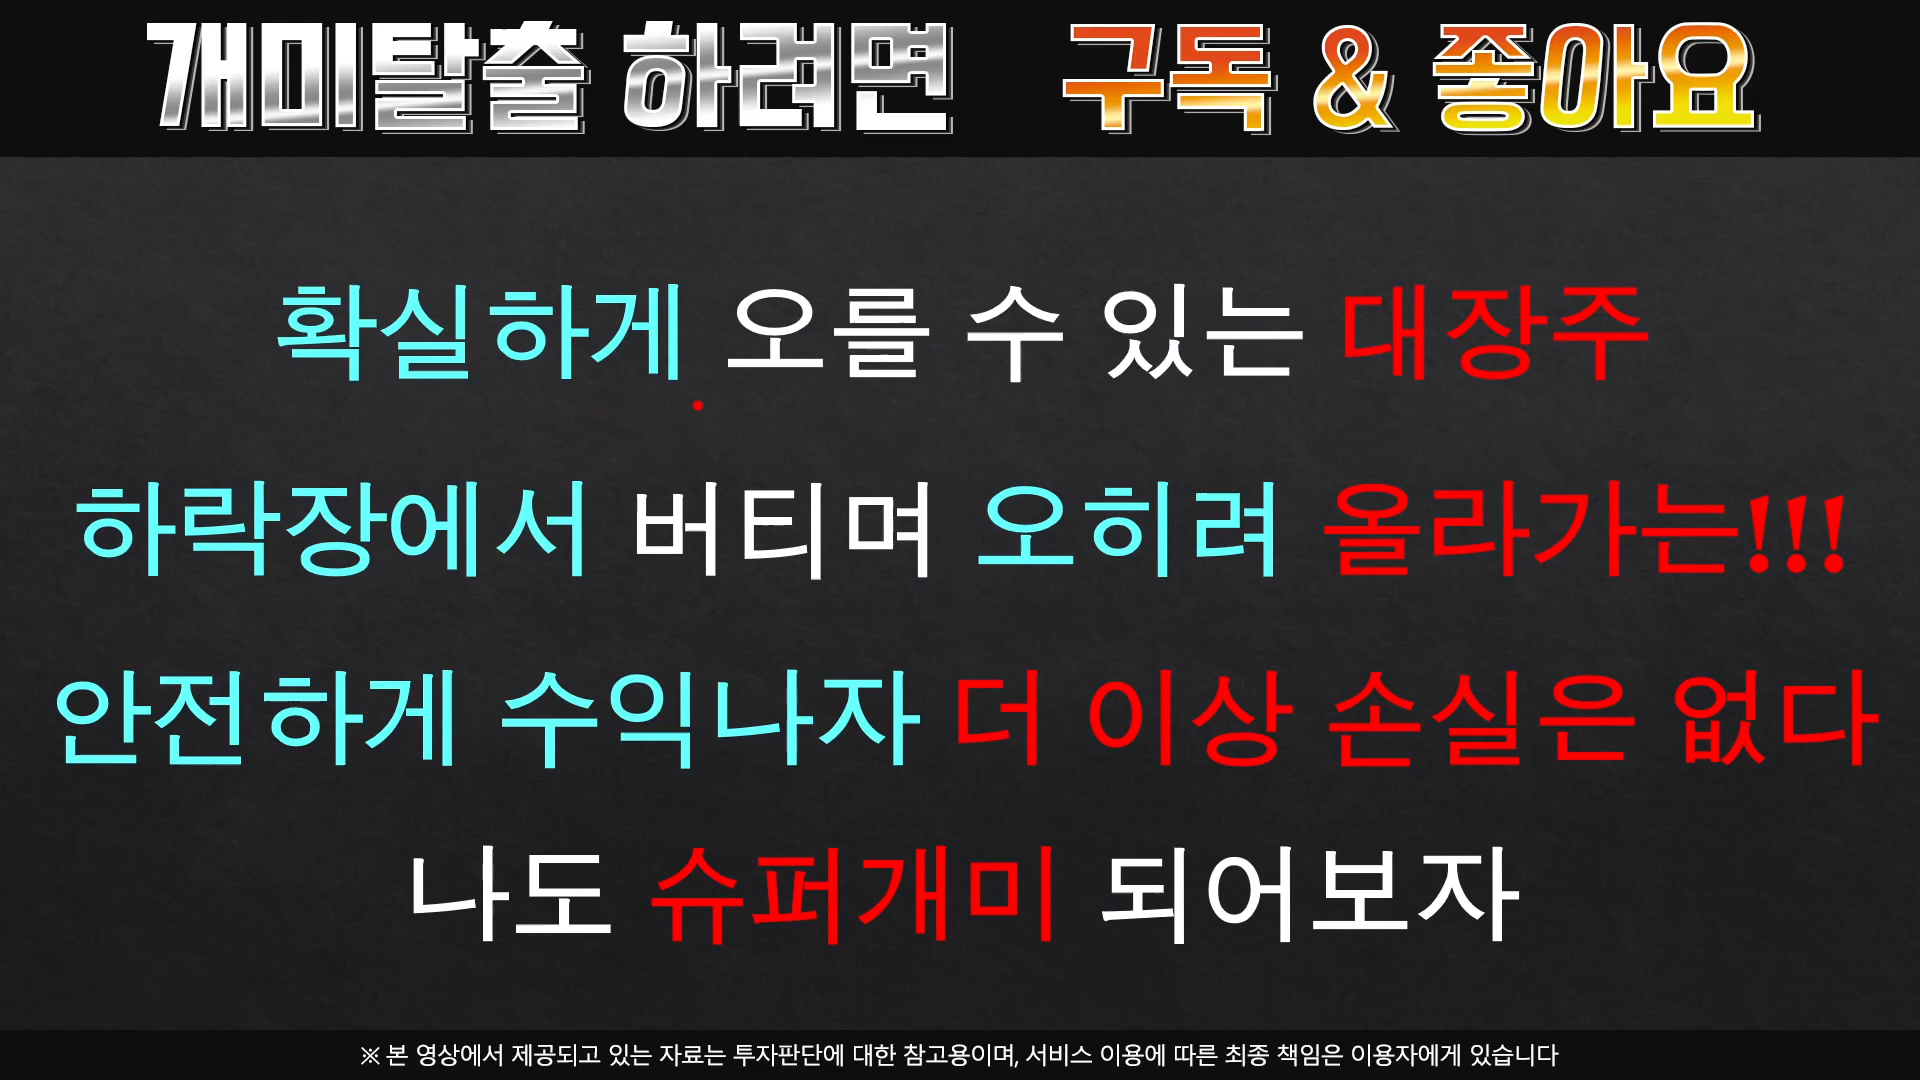 개미탈출 하려면 구독 & 좋아요
확실하게 오를 수 있는 대장주
하락장에서 버티며 오히려 올라가는!!!
안전하게 수익나자 더 이상 손실은 없다
나도 슈퍼개미 되어보자
※ 본 영상에서 제공되고 있는 자료는 투자판단에 대한 참고용이며, 서비스 이용에 따른 최종 책임은 이용자에게 있습니다